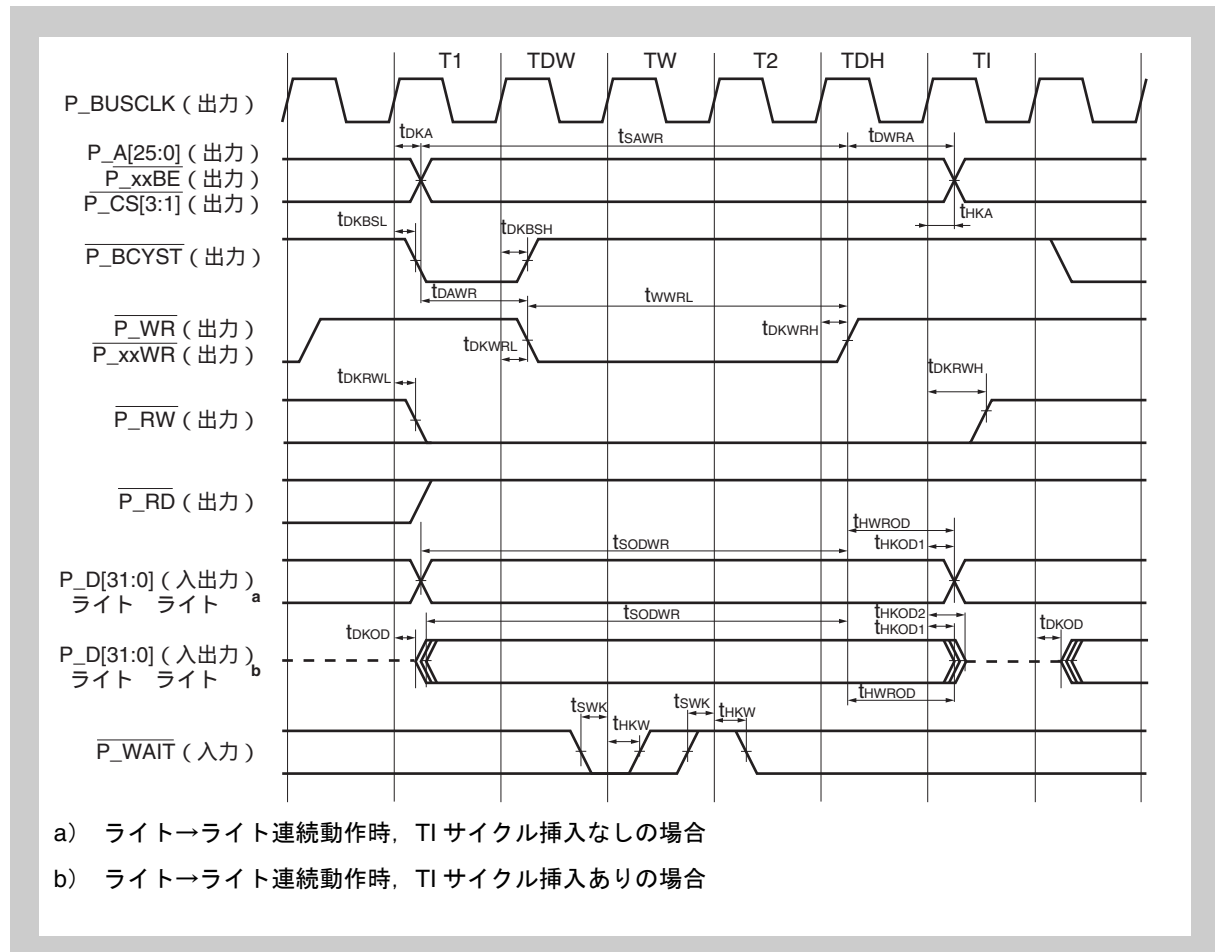 T1 TDW TW T2 TDH TI
P_BUSCLK（出力）
tDKA tSAWR tDWRA
P_A[25:0]（出力）
P_xxBE（出力）
P_CS[3:1]（出力）
tHKA
tDKBSL tDKBSH
P_BCYST（出力）
tDAWR tWWRL
P_WR（出力）
tDKWRH
P_xxWR（出力）
tDKWRL
tDKRWL tDKRWH
P_RW（出力）
P_RD（出力）
tHWROD
tSODWR tHKOD1
P_D[31:0]（入出力）
ライト ライト a
tSODWR tHKOD2
tDKOD tHKOD1 tDKOD
P_D[31:0]（入出力）
ライト ライト b
tHWROD
tSWK tHKW tSWK tHKW
P_WAIT（入力）
a） ライト→ライト連続動作時，TI サイクル挿入なしの場合
b） ライト→ライト連続動作時，TI サイクル挿入ありの場合